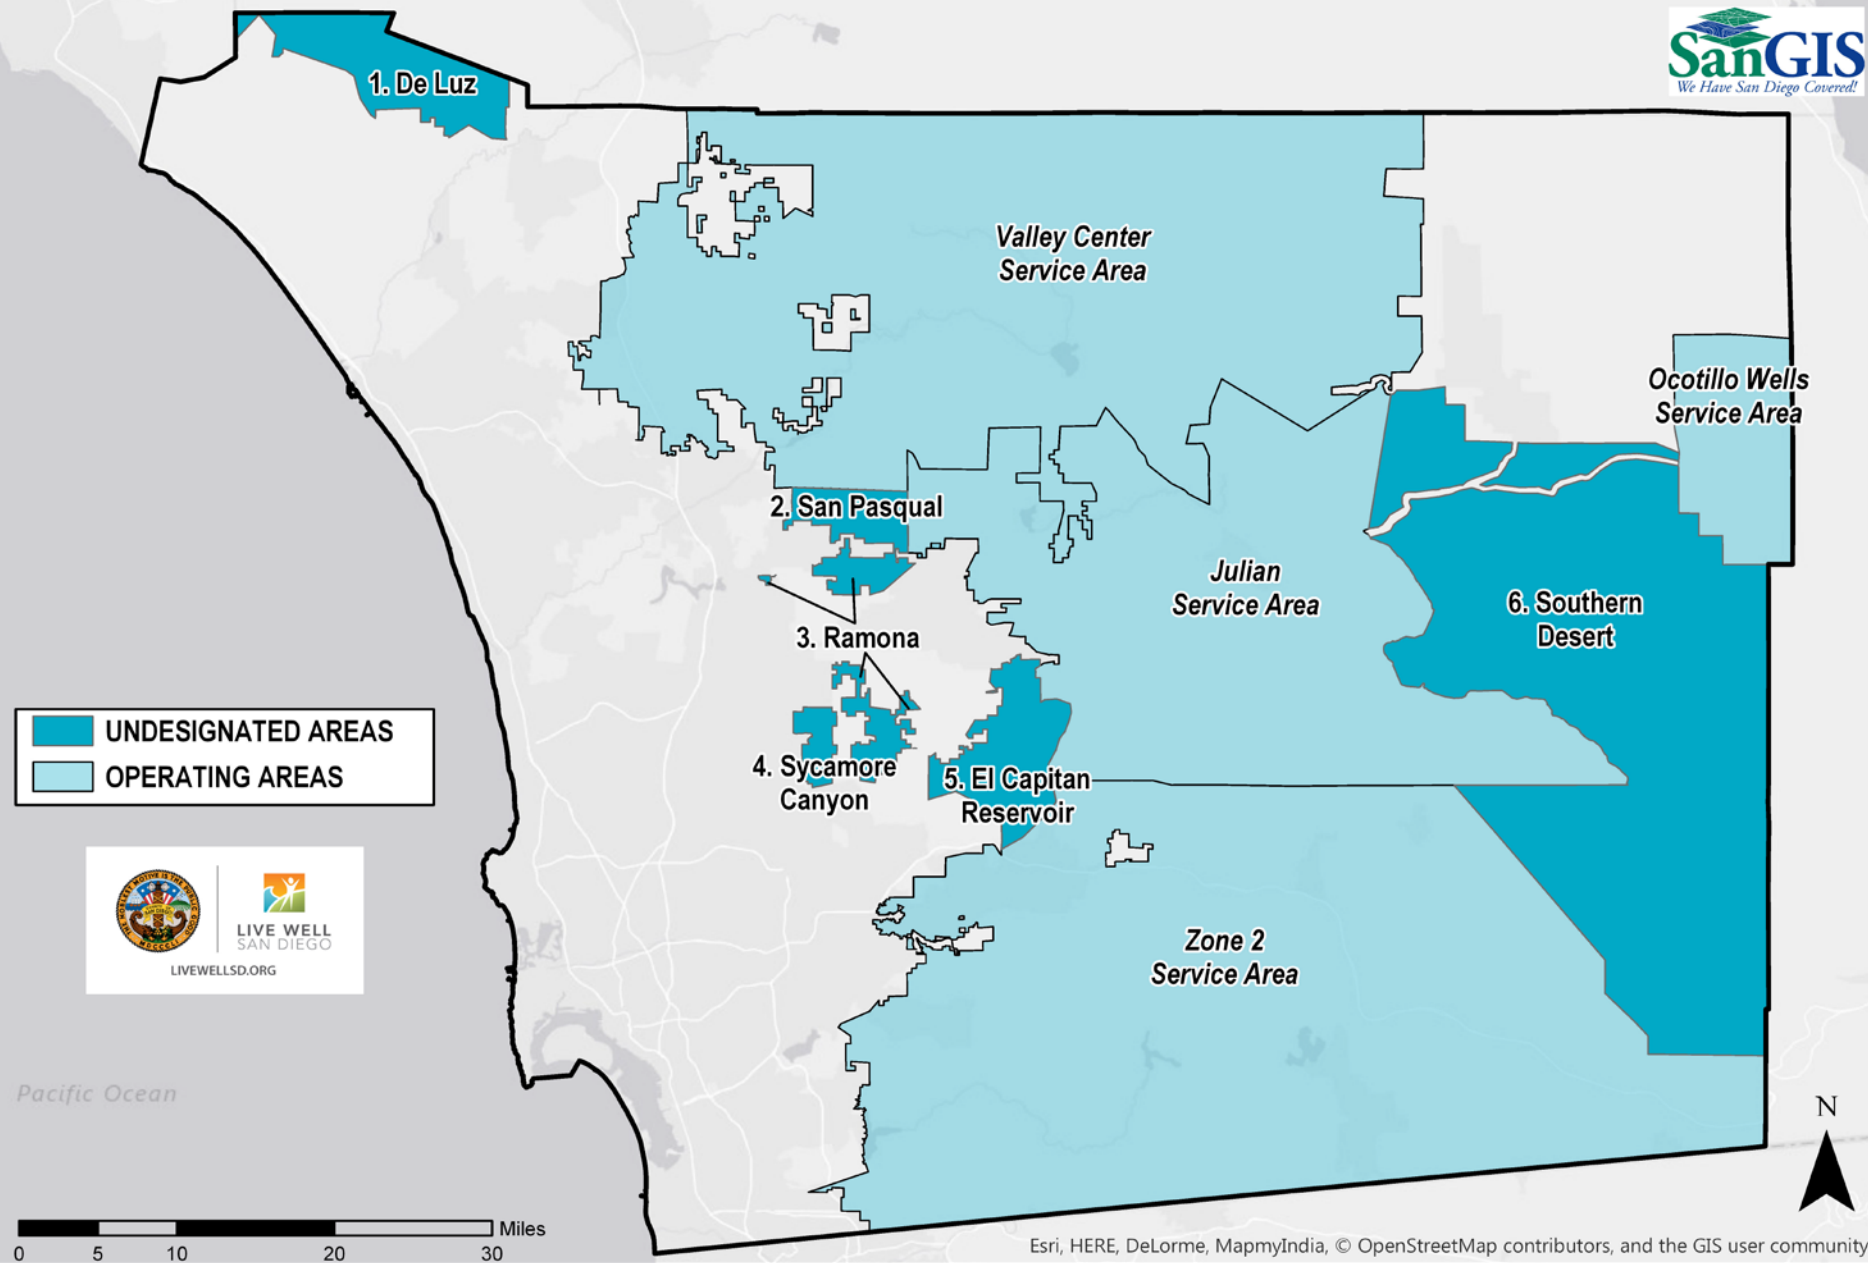 SanGIS
We Have San Diego Covered!
1. De Luz
Valley Center
Service Area
Ocotillo Wells
Service Area
2. San Pasqual
Julian
Service Area
6. Southern
Desert
3. Ramona
4. Sycamore
Canyon
5. El Capitan
Reservoir
UNDESIGNATED AREAS
OPERATING AREAS
LIVE WELL
SAN DIEGO
LIVEWELLSD.ORG
Zone 2
Service Area
Pacific Ocean
N
Miles
0 5 10 20 30
Esri, HERE, DeLorme, MapmyIndia, © OpenStreetMap contributors, and the GIS user community